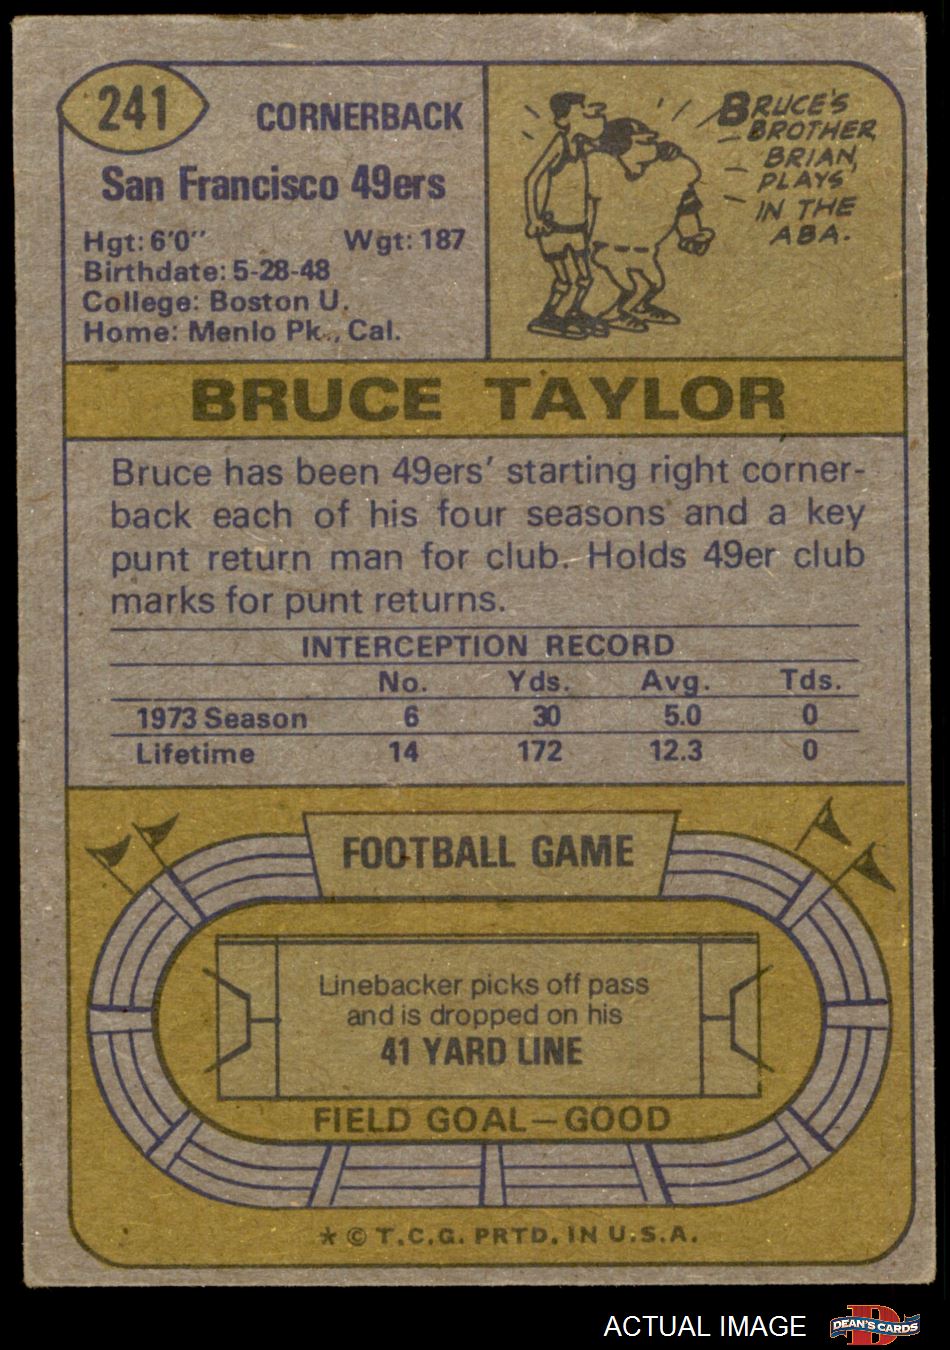 241
CORNERBACK
San Francisco 49ers
Hgt: 6'0'' Wgt: 187
Birthdate: 5-28-48
College: Boston U.
Home: Menlo Pk., Cal.
BRUCE'S
BROTHER,
BRIAN,
PLAYS
IN THE
ABA.
BRUCE TAYLOR
Bruce has been 49ers' starting right corner-
back each of his four seasons and a key
punt return man for club. Holds 49er club
marks for punt returns.
INTERCEPTION RECORD
No. Yds. Avg. Tds.
1973 Season 6 30 5.0 0
Lifetime 14 172 12.3 0
FOOTBALL GAME
Linebacker picks off pass
and is dropped on his
41 YARD LINE
FIELD GOAL—GOOD
* © T.C.G. PRTD. IN U.S.A.
ACTUAL IMAGE
D
DEAN'S CARDS